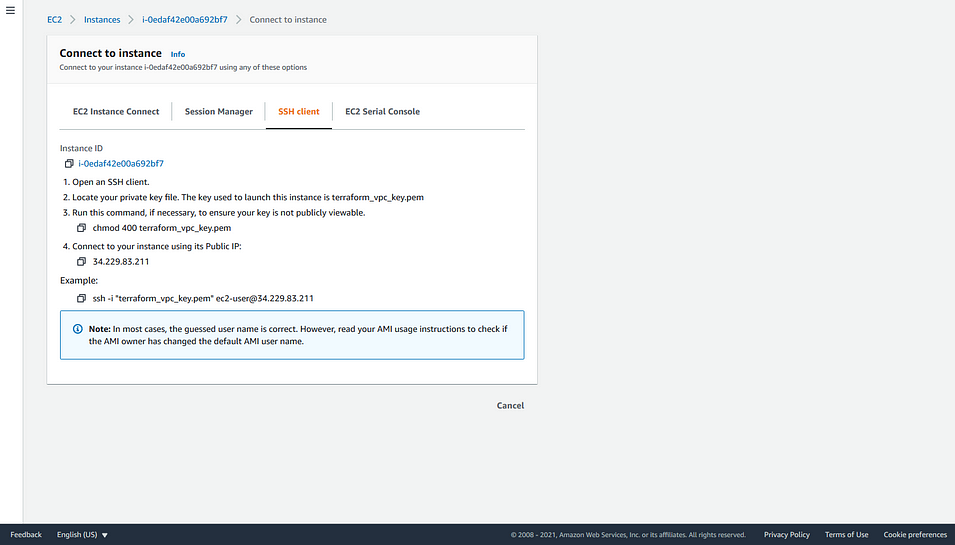 EC2 > Instances > i-0edaf42e00a692bf7 > Connect to instance
Connect to instance Info
Connect to your instance i-0edaf42e00a692bf7 using any of these options
EC2 Instance Connect Session Manager SSH client EC2 Serial Console
Instance ID
i-0edaf42e00a692bf7
1. Open an SSH client.
2. Locate your private key file. The key used to launch this instance is terraform_vpc_key.pem
3. Run this command, if necessary, to ensure your key is not publicly viewable.
chmod 400 terraform_vpc_key.pem
4. Connect to your instance using its Public IP:
34.229.83.211
Example:
ssh -i "terraform_vpc_key.pem" ec2-user@34.229.83.211
Note: In most cases, the guessed user name is correct. However, read your AMI usage instructions to check if
the AMI owner has changed the default AMI user name.
Cancel
Feedback English (US) © 2008 - 2021, Amazon Web Services, Inc. or its affiliates. All rights reserved. Privacy Policy Terms of Use Cookie preferences